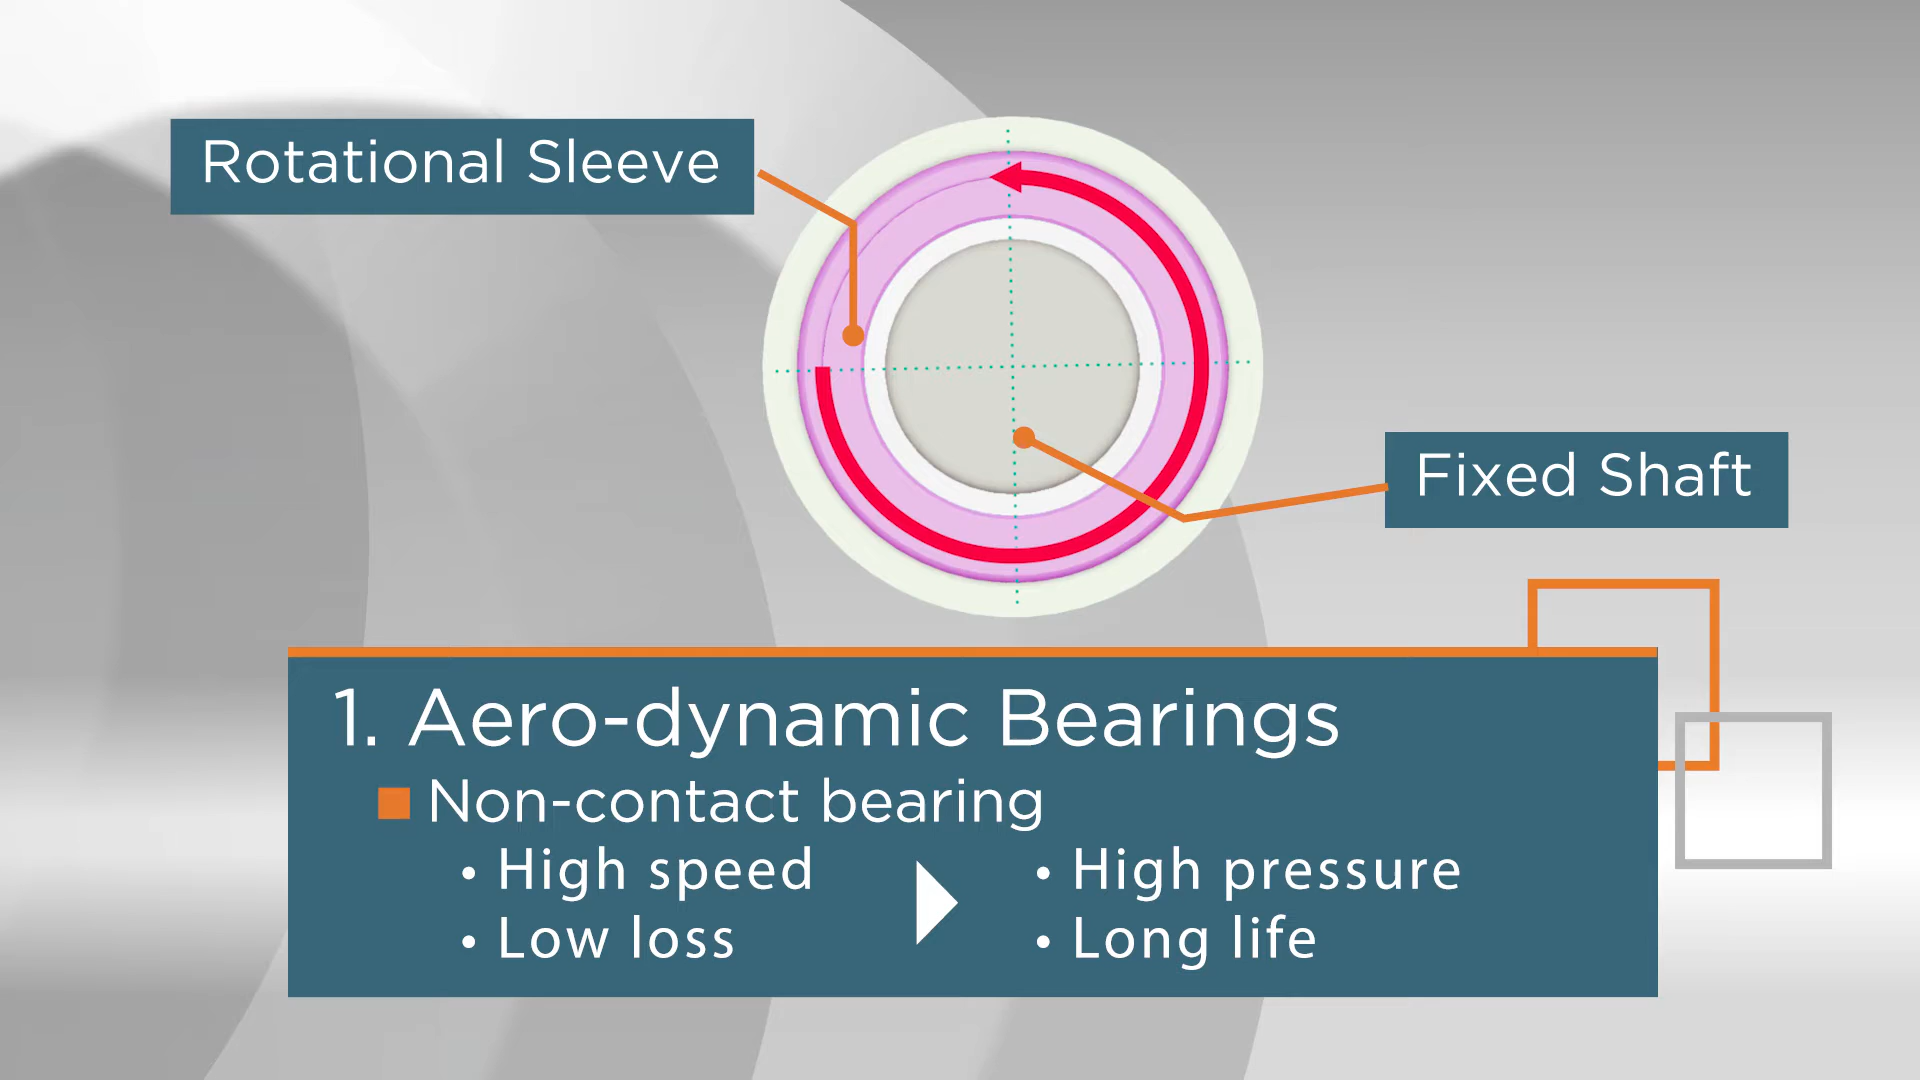 Rotational Sleeve
Fixed Shaft
1. Aero-dynamic Bearings
Non-contact bearing
• High speed
• Low loss
• High pressure
• Long life